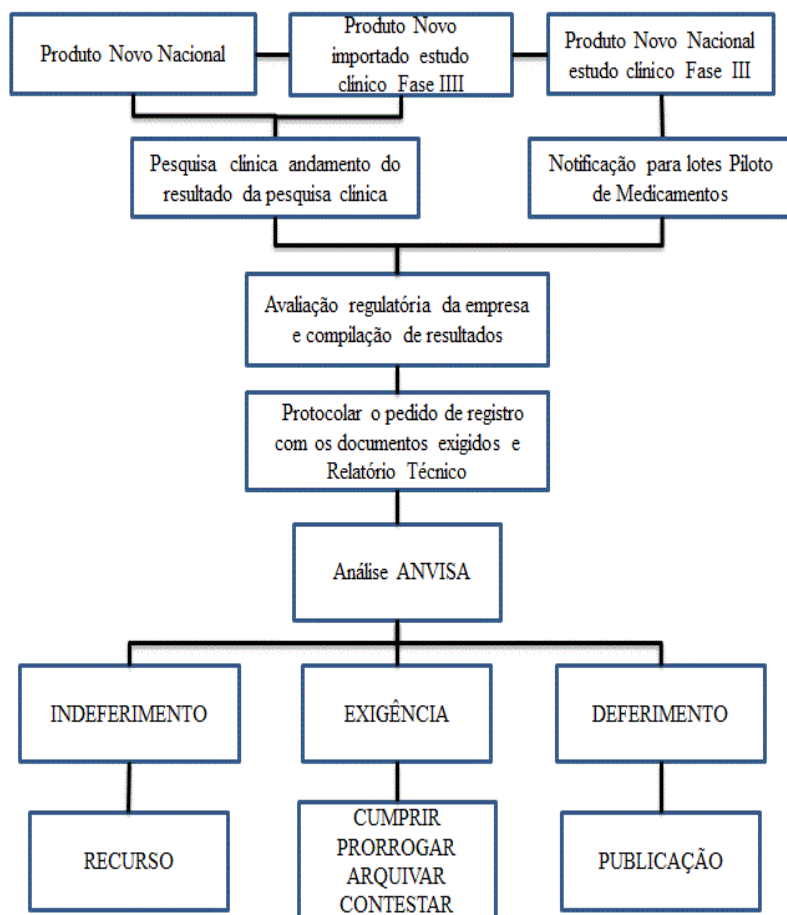 Produto Novo Nacional
Produto Novo
importado estudo
clínico Fase IIII
Produto Novo Nacional
estudo clínico Fase III
Pesquisa clínica andamento do
resultado da pesquisa clínica
Notificação para lotes Piloto
de Medicamentos
Avaliação regulatória da empresa
e compilação de resultados
Protocolar o pedido de registro
com os documentos exigidos e
Relatório Técnico
Análise ANVISA
INDEFERIMENTO
EXIGÊNCIA
DEFERIMENTO
RECURSO
CUMPRIR
PRORROGAR
ARQUIVAR
CONTESTAR
PUBLICAÇÃO